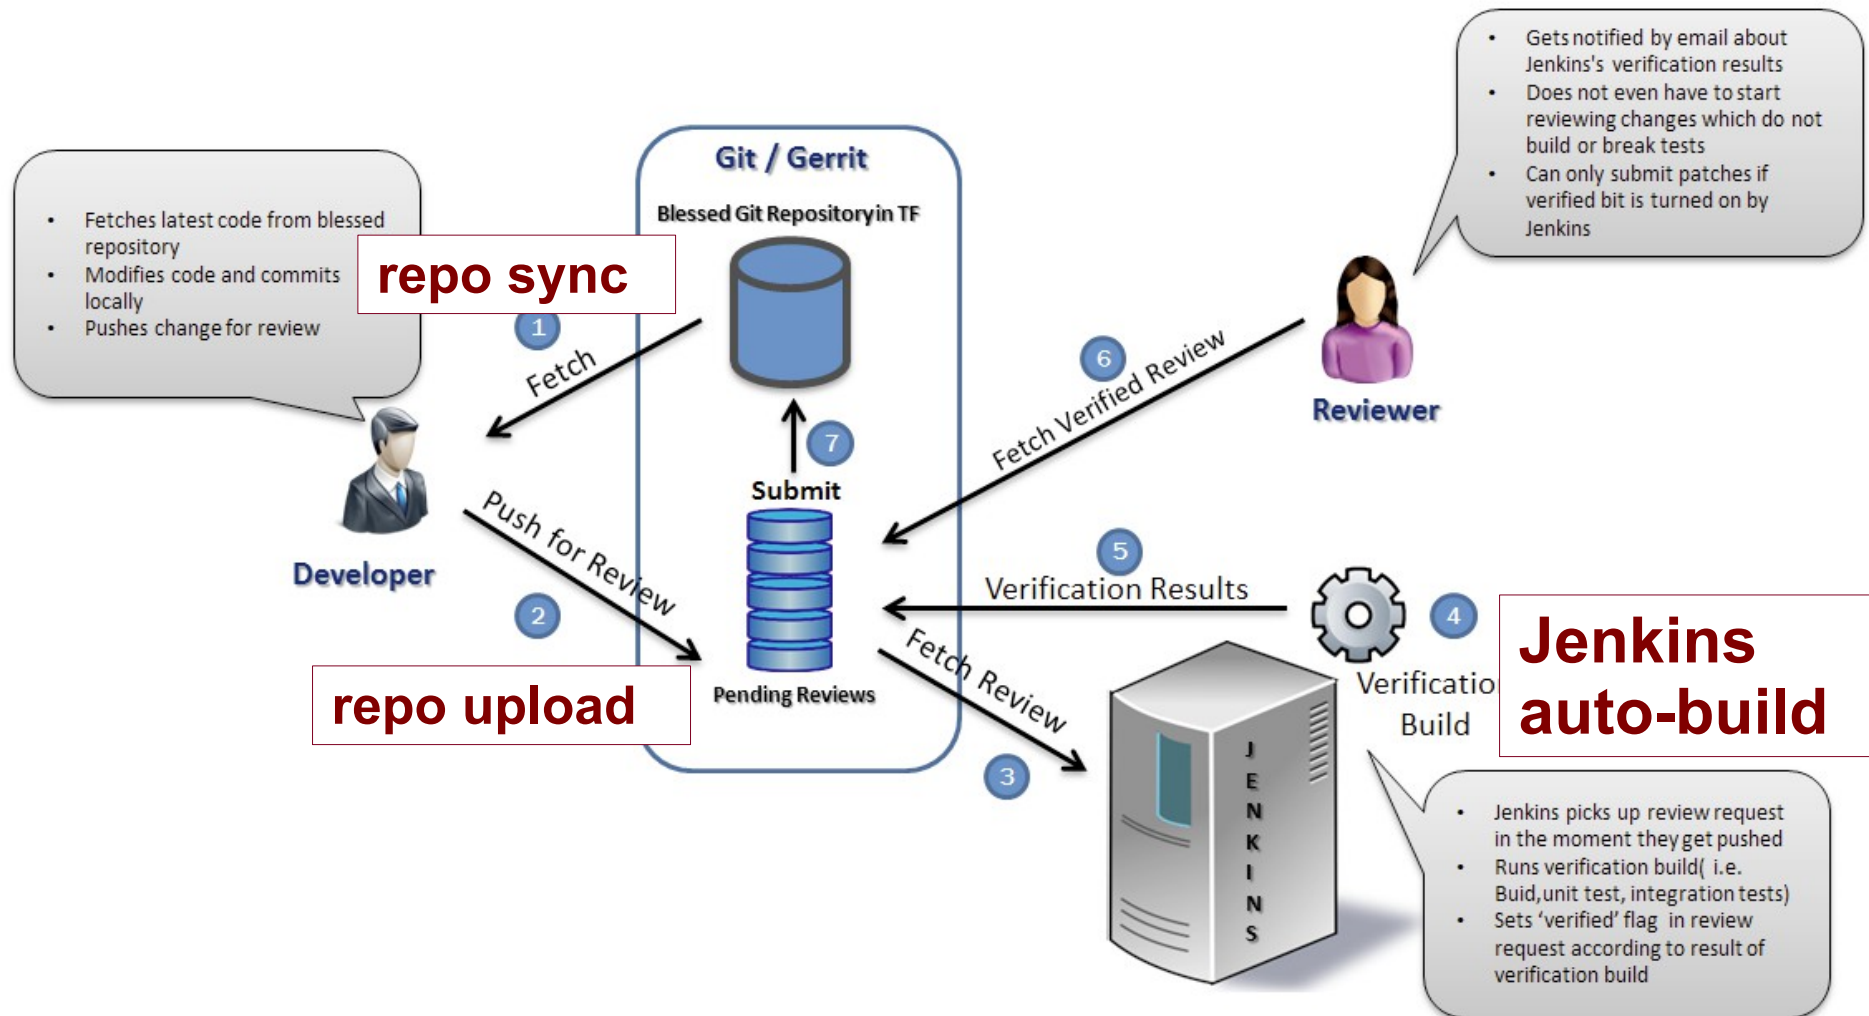 • Gets notified by email about
Jenkins's verification results
• Does not even have to start
reviewing changes which do not
build or break tests
• Can only submit patches if
verified bit is turned on by
Jenkins
Git / Gerrit
Blessed Git Repository in TF
• Fetches latest code from blessed
repository
• Modifies code and commits
locally
• Pushes change for review
repo sync
1
Fetch
6
Fetch Verified Review
Reviewer
7
Submit
Developer
Push for Review
2
repo upload
Pending Reviews
5
Verification Results
4
Fetch Review
3
Verificatio
Build
Jenkins
auto-build
JENKINS
• Jenkins picks up review request
in the moment they get pushed
• Runs verification build( i.e.
Buid,unit test, integration tests)
• Sets ‘verified’ flag in review
request according to result of
verification build